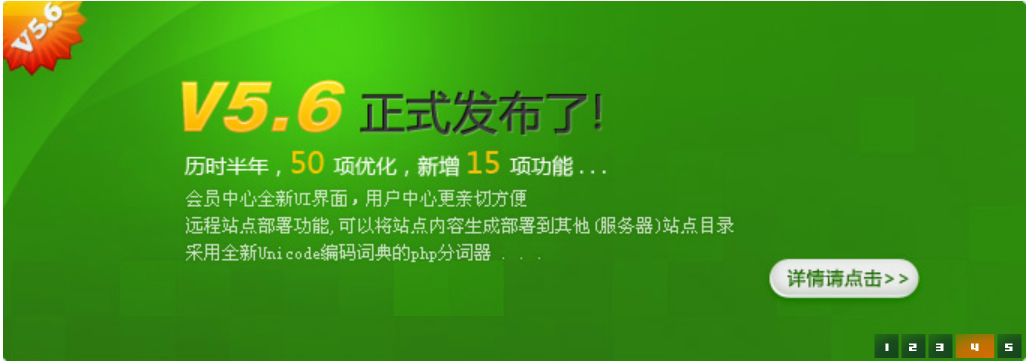 V5.6
V5.6 正式发布了!
历时半年，50 项优化，新增 15 项功能...
会员中心全新UI界面，用户中心更亲切方便
远程站点部署功能,可以将站点内容生成部署到其他(服务器)站点目录
采用全新Unicode编码词典的php分词器 . . .
详情请点击>>
1 2 3 4 5